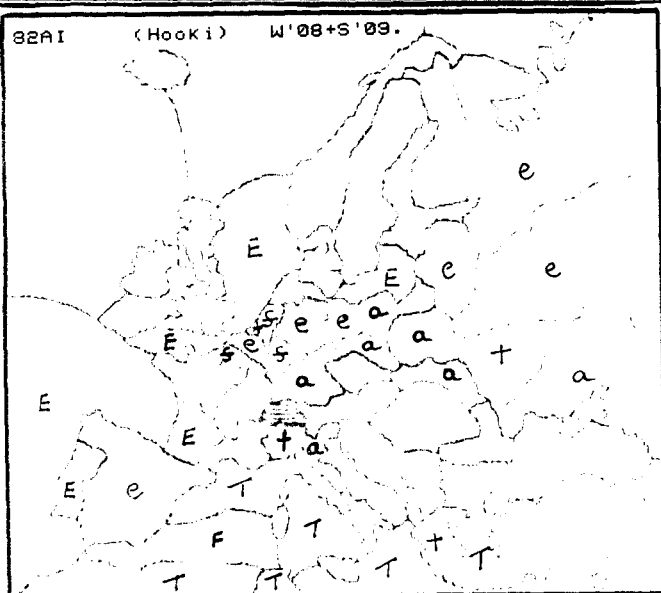 82AI (HooKi) W'08+S'09.
e
E
E e e
f f e e a
E f e f a a t
a a a
E
E t a
E e T
F T t
T T T T